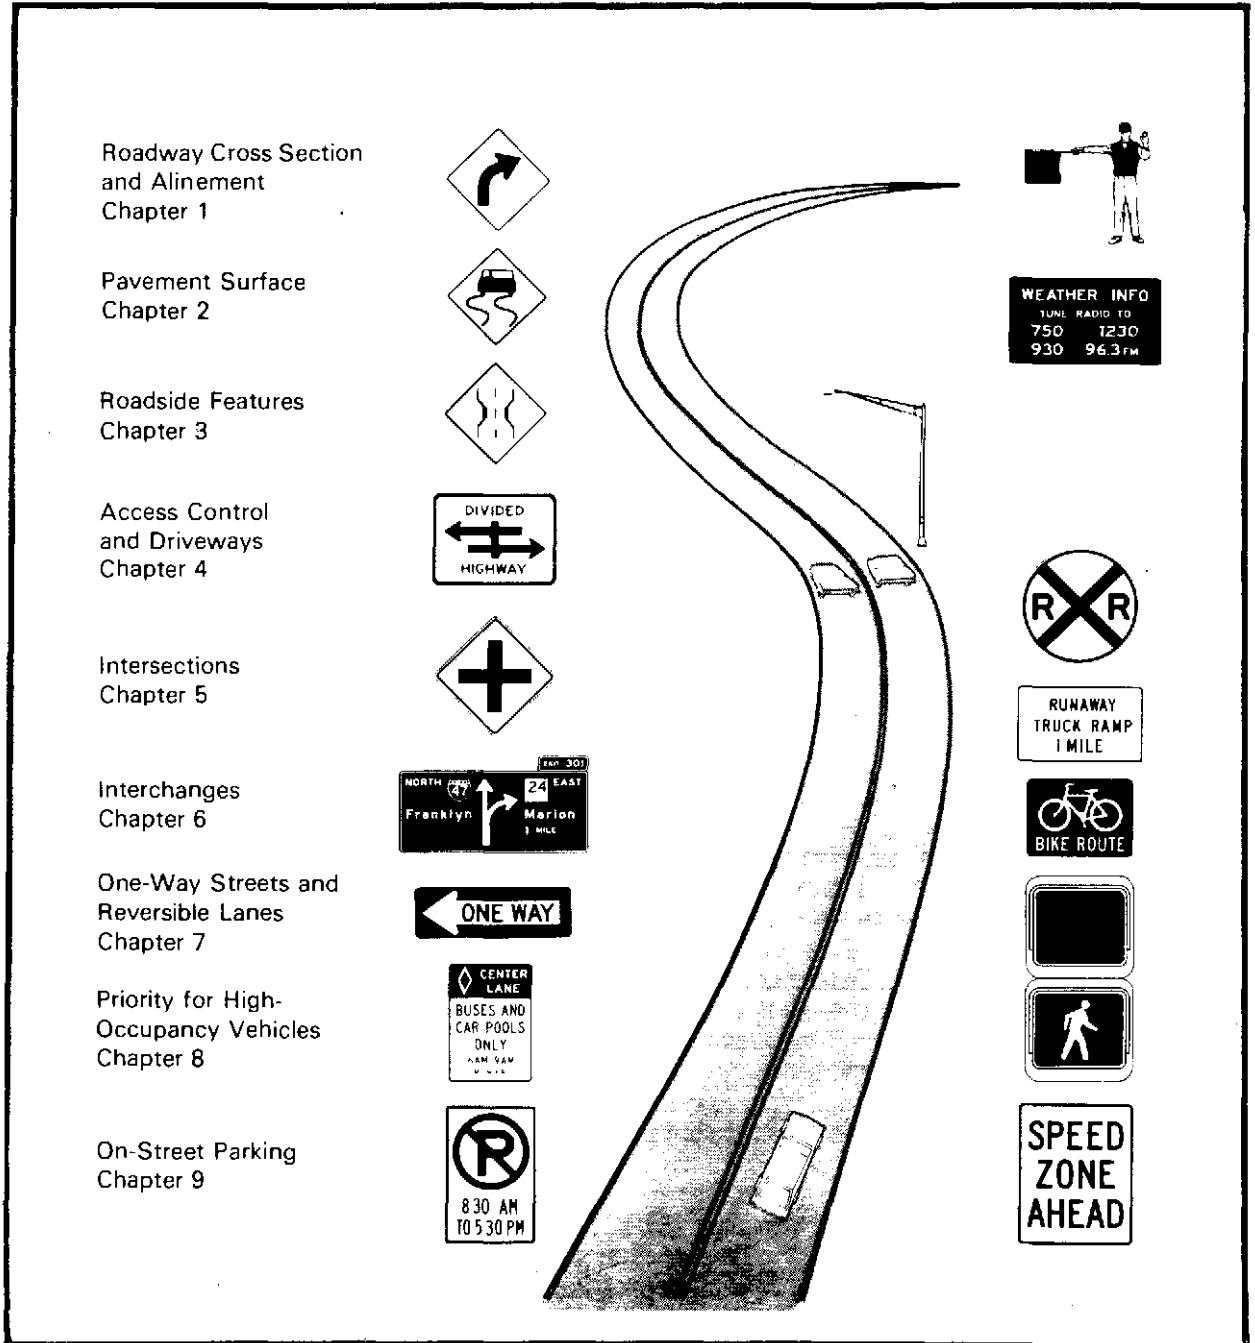 Roadway Cross Section
and Alinement
Chapter 1
Pavement Surface
Chapter 2
Roadside Features
Chapter 3
Access Control
and Driveways
Chapter 4
DIVIDED
HIGHWAY
Intersections
Chapter 5
Interchanges
Chapter 6
EXIT 301
NORTH 47
24 EAST
Franklyn
Marion
1 MILE
One-Way Streets and
Reversible Lanes
Chapter 7
ONE WAY
Priority for High-
Occupancy Vehicles
Chapter 8
CENTER
LANE
BUSES AND
CAR POOLS
ONLY
6AM 9AM
On-Street Parking
Chapter 9
P
8 30 AM
TO 5 30 PM
WEATHER INFO
TUNE RADIO TO
750 1230
930 96.3 FM
R R
RUNAWAY
TRUCK RAMP
1 MILE
BIKE ROUTE
SPEED
ZONE
AHEAD